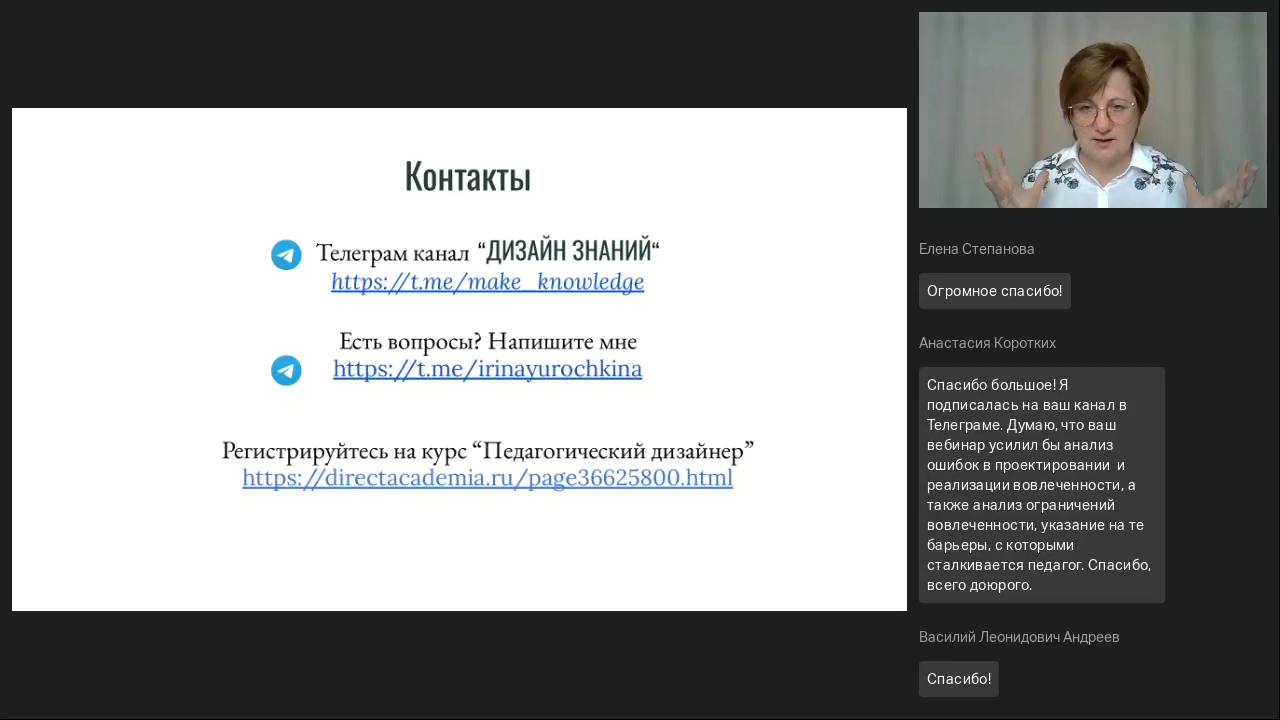 Контакты
Телеграм канал “ДИЗАЙН ЗНАНИЙ“
https://t.me/make_knowledge
Есть вопросы? Напишите мне
https://t.me/irinayurochkina
Регистрируйтесь на курс “Педагогический дизайнер”
https://directacademia.ru/page36625800.html
Елена Степанова
Огромное спасибо!
Анастасия Коротких
Спасибо большое! Я
подписалась на ваш канал в
Телеграме. Думаю, что ваш
вебинар усилил бы анализ
ошибок в проектировании и
реализации вовлеченности, а
также анализ ограничений
вовлеченности, указание на те
барьеры, с которыми
сталкивается педагог. Спасибо,
всего доюрого.
Василий Леонидович Андреев
Спасибо!